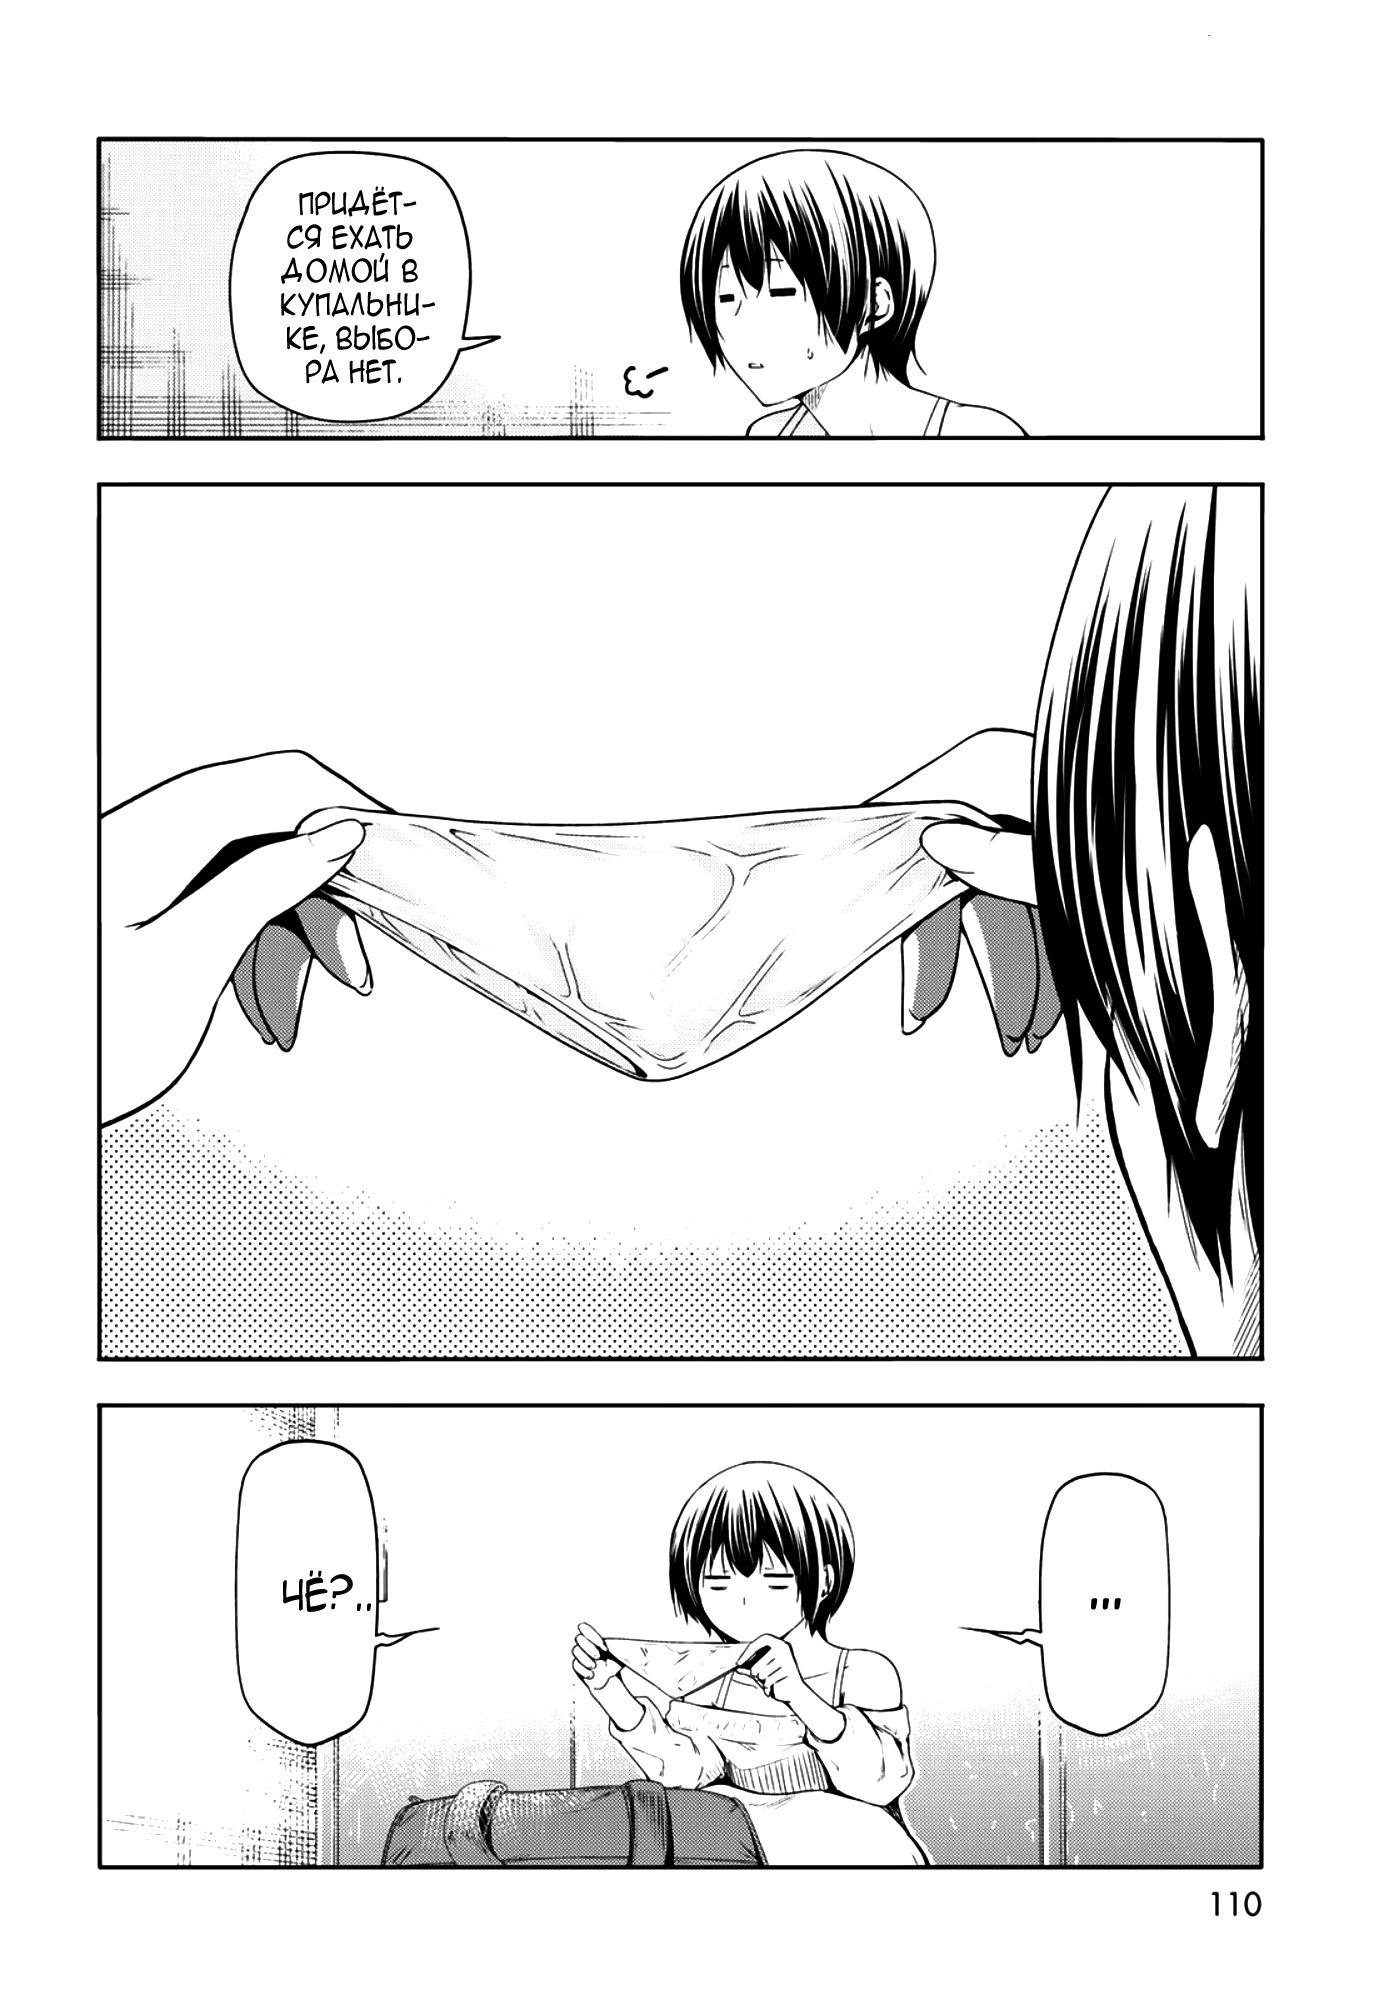 ПРИДЁТ-
СЯ ЕХАТЬ
ДОМОЙ В
КУПАЛЬНИ-
КЕ, ВЫБО-
РА НЕТ.
...
ЧЁ?..
110